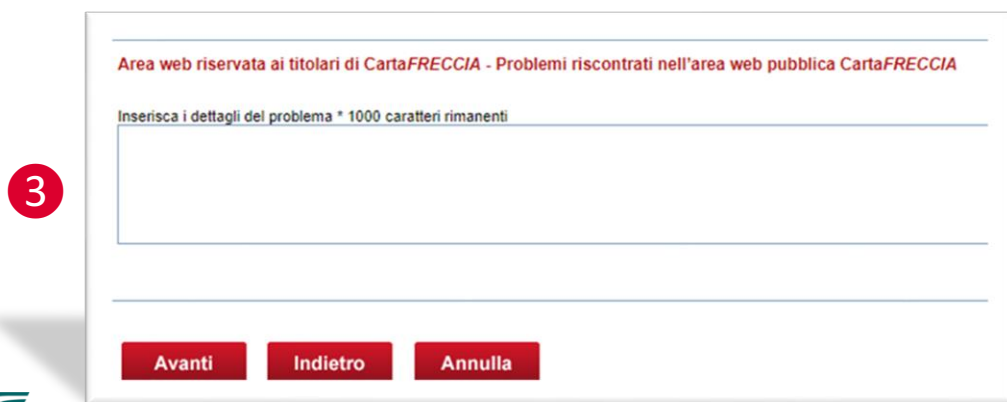 Area web riservata ai titolari di CartaFRECCIA - Problemi riscontrati nell'area web pubblica CartaFRECCIA
Inserisca i dettagli del problema * 1000 caratteri rimanenti
3
Avanti Indietro Annulla